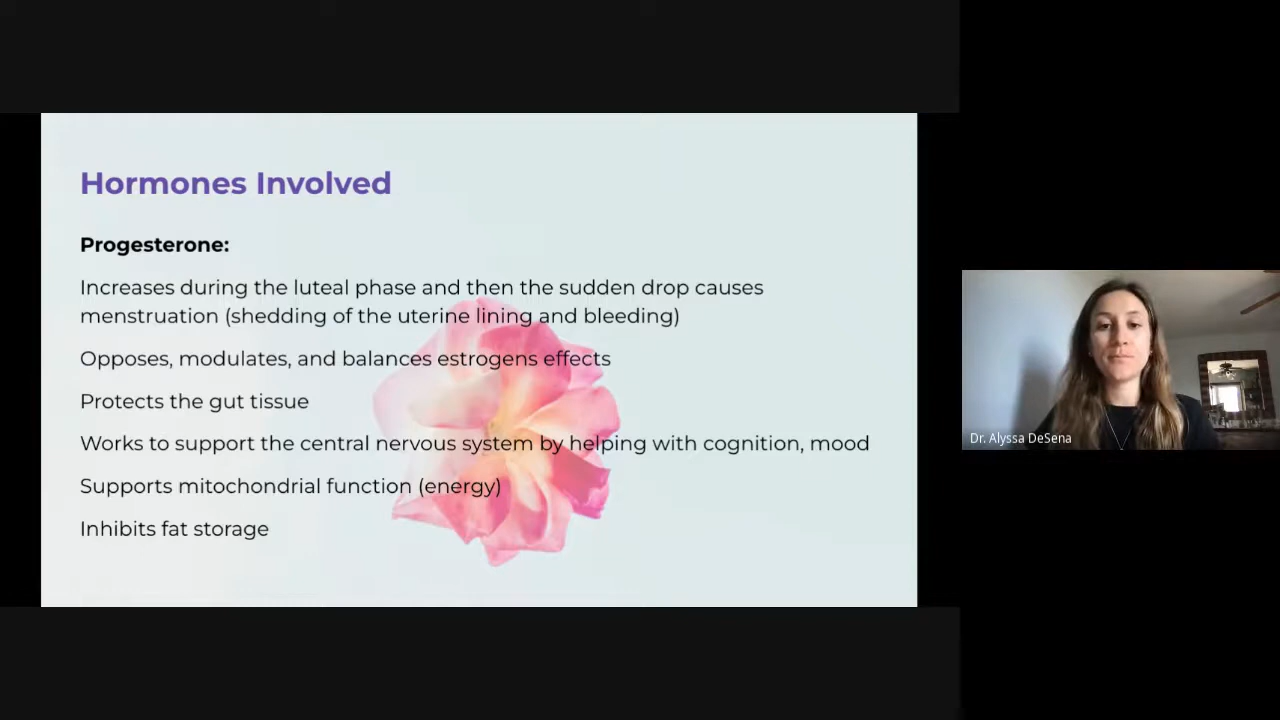 Hormones Involved
Progesterone:
Increases during the luteal phase and then the sudden drop causes
menstruation (shedding of the uterine lining and bleeding)
Opposes, modulates, and balances estrogens effects
Protects the gut tissue
Works to support the central nervous system by helping with cognition, mood
Supports mitochondrial function (energy)
Inhibits fat storage
Dr. Alyssa DeSena